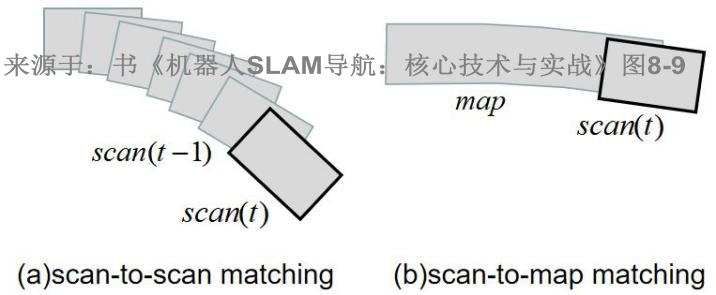 来源于：书《机器人SLAM导航：核心技术与实战》图8-9
map
scan(t)
scan(t−1)
scan(t)
(a)scan-to-scan matching
(b)scan-to-map matching